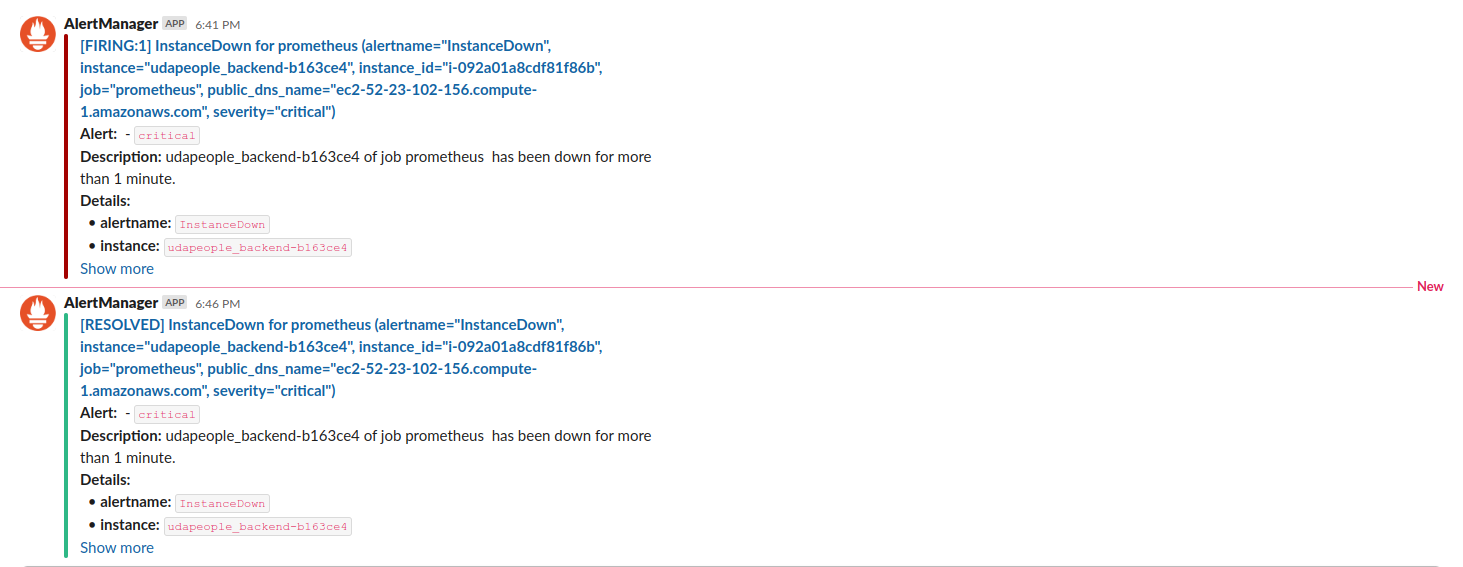 AlertManager APP 6:41 PM
[FIRING:1] InstanceDown for prometheus (alertname="InstanceDown",
instance="udapeople_backend-b163ce4", instance_id="i-092a01a8cdf81f86b",
job="prometheus", public_dns_name="ec2-52-23-102-156.compute-
1.amazonaws.com", severity="critical")
Alert: - critical
Description: udapeople_backend-b163ce4 of job prometheus has been down for more
than 1 minute.
Details:
• alertname: InstanceDown
• instance: udapeople_backend-b163ce4
Show more
New
AlertManager APP 6:46 PM
[RESOLVED] InstanceDown for prometheus (alertname="InstanceDown",
instance="udapeople_backend-b163ce4", instance_id="i-092a01a8cdf81f86b",
job="prometheus", public_dns_name="ec2-52-23-102-156.compute-
1.amazonaws.com", severity="critical")
Alert: - critical
Description: udapeople_backend-b163ce4 of job prometheus has been down for more
than 1 minute.
Details:
• alertname: InstanceDown
• instance: udapeople_backend-b163ce4
Show more